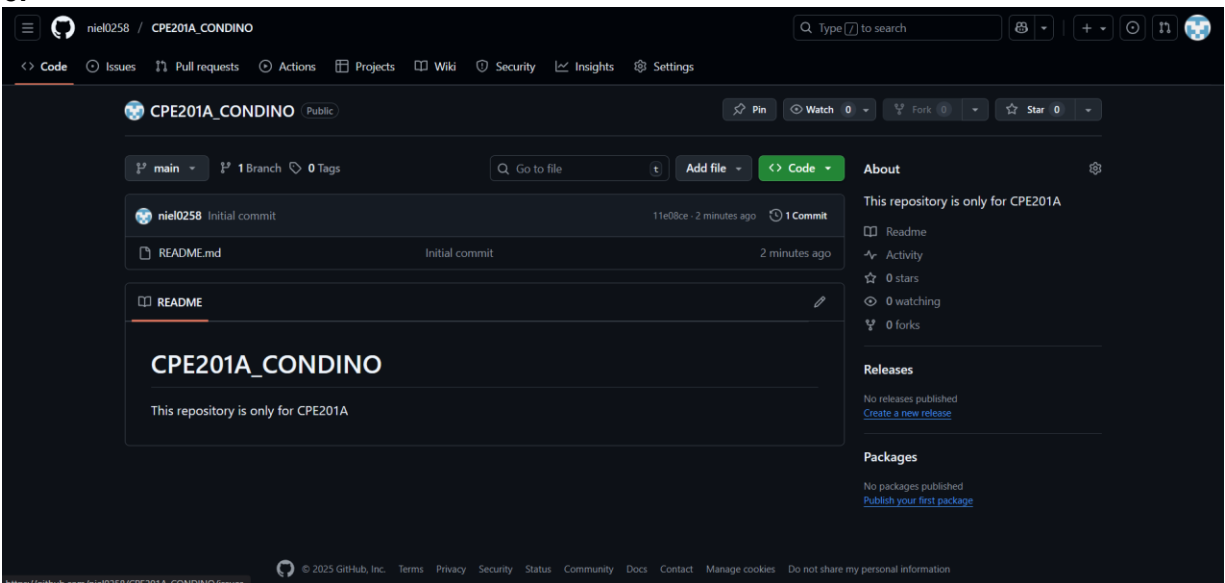 niel0258 / CPE201A_CONDINO
Type / to search
Code Issues Pull requests Actions Projects Wiki Security Insights Settings
CPE201A_CONDINO Public
Pin Watch 0 Fork 0 Star 0
main 1 Branch 0 Tags Go to file t Add file Code
niel0258 Initial commit 11e08ce · 2 minutes ago 1 Commit
README.md Initial commit 2 minutes ago
README
CPE201A_CONDINO
This repository is only for CPE201A
About
This repository is only for CPE201A
Readme
Activity
0 stars
0 watching
0 forks
Releases
No releases published
Create a new release
Packages
No packages published
Publish your first package
© 2025 GitHub, Inc. Terms Privacy Security Status Community Docs Contact Manage cookies Do not share my personal information